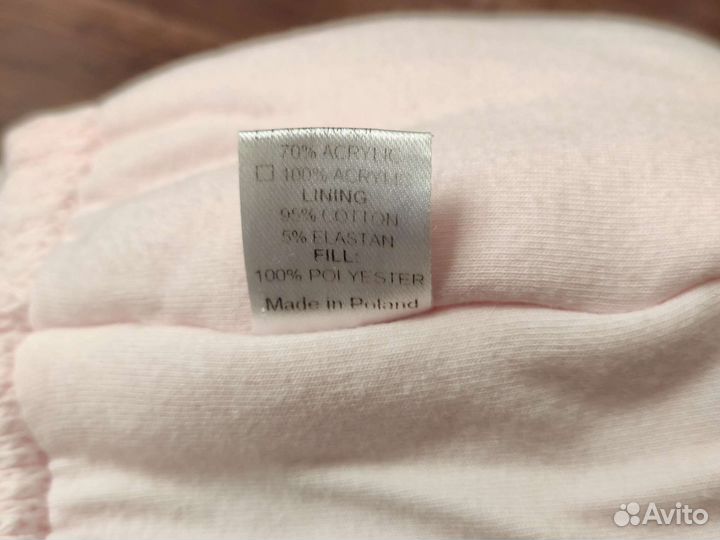 70% ACRYLIC
☐ 100% ACRYLIC
LINING
95% COTTON
5% ELASTAN
FILL:
100% POLYESTER
Made in Poland
Avito